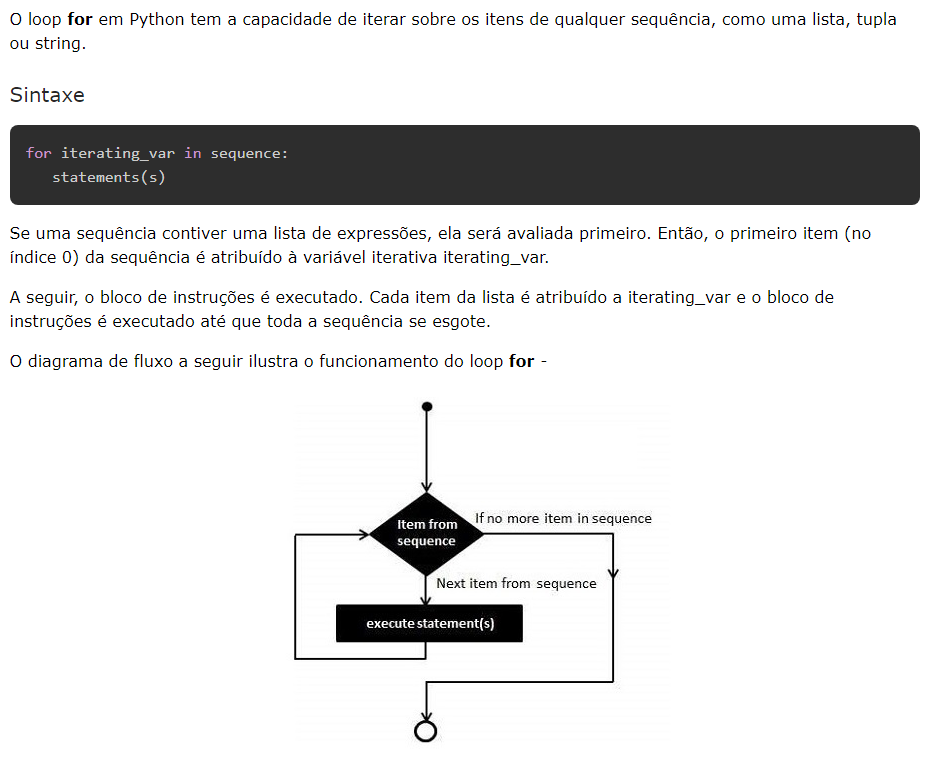 O loop for em Python tem a capacidade de iterar sobre os itens de qualquer sequência, como uma lista, tupla
ou string.
Sintaxe
for iterating_var in sequence:
   statements(s)
Se uma sequência contiver uma lista de expressões, ela será avaliada primeiro. Então, o primeiro item (no
índice 0) da sequência é atribuído à variável iterativa iterating_var.
A seguir, o bloco de instruções é executado. Cada item da lista é atribuído a iterating_var e o bloco de
instruções é executado até que toda a sequência se esgote.
O diagrama de fluxo a seguir ilustra o funcionamento do loop for -
If no more item in sequence
Item from
sequence
Next item from sequence
execute statement(s)